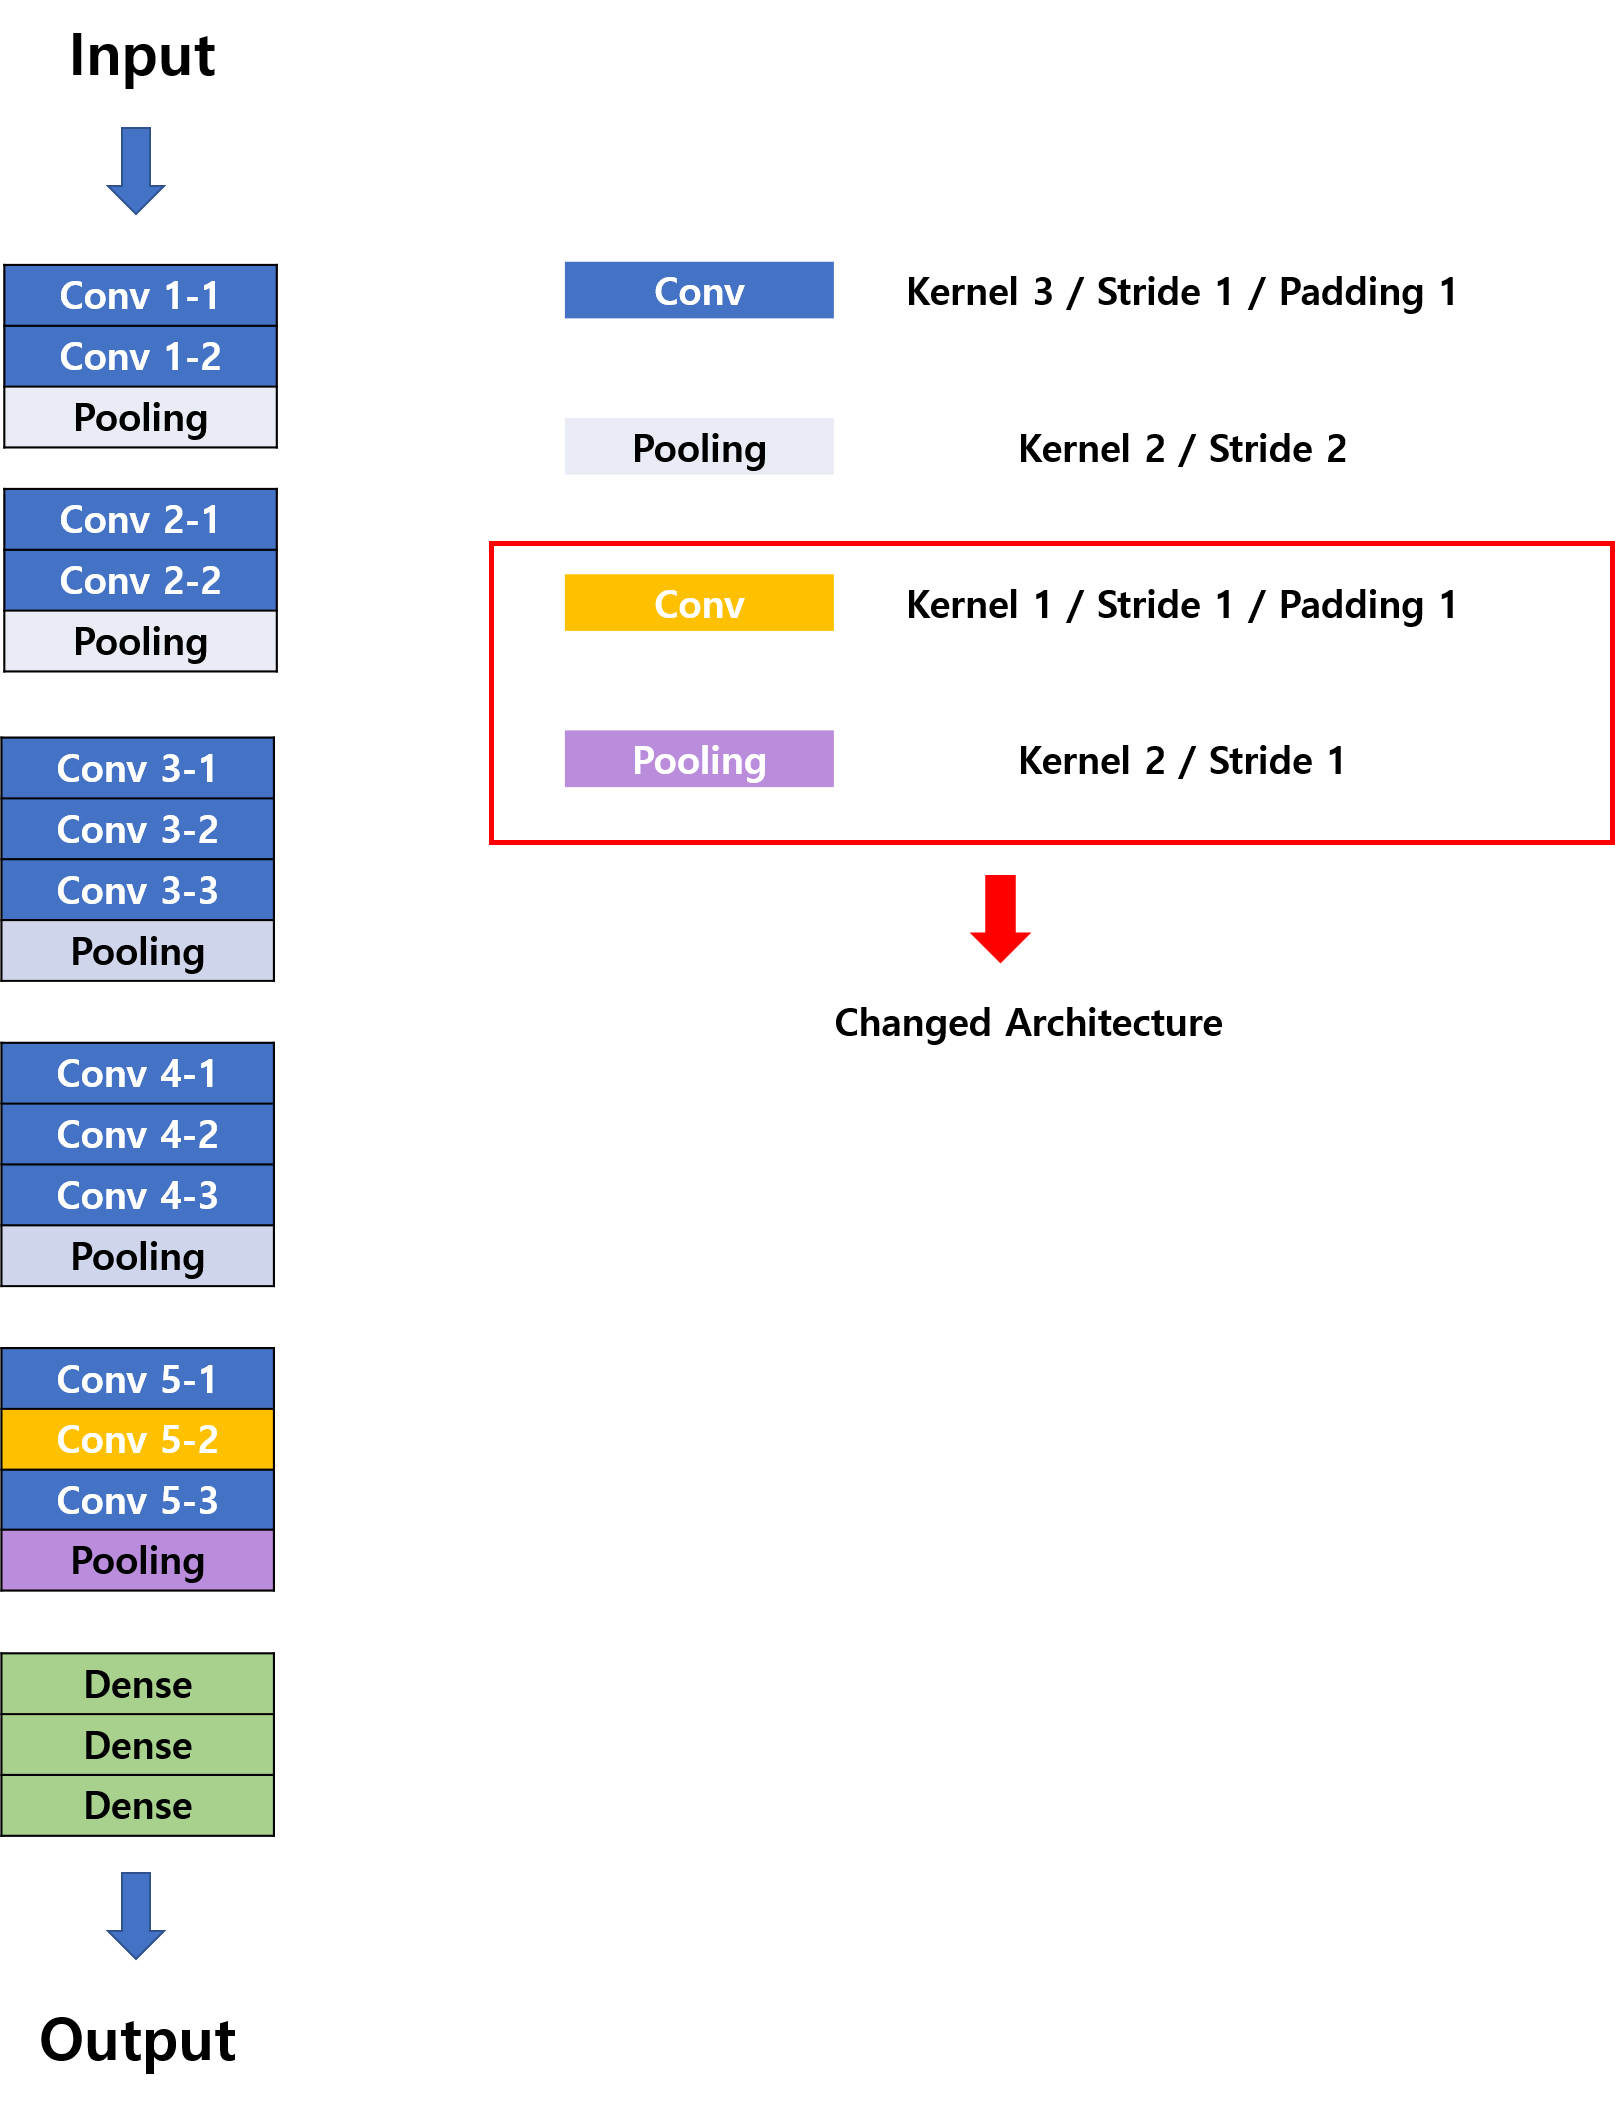 Input
Conv 1-1
Conv 1-2
Pooling
Conv 2-1
Conv 2-2
Pooling
Conv 3-1
Conv 3-2
Conv 3-3
Pooling
Conv 4-1
Conv 4-2
Conv 4-3
Pooling
Conv 5-1
Conv 5-2
Conv 5-3
Pooling
Dense
Dense
Dense
Output
Conv Kernel 3 / Stride 1 / Padding 1
Pooling Kernel 2 / Stride 2
Conv Kernel 1 / Stride 1 / Padding 1
Pooling Kernel 2 / Stride 1
Changed Architecture